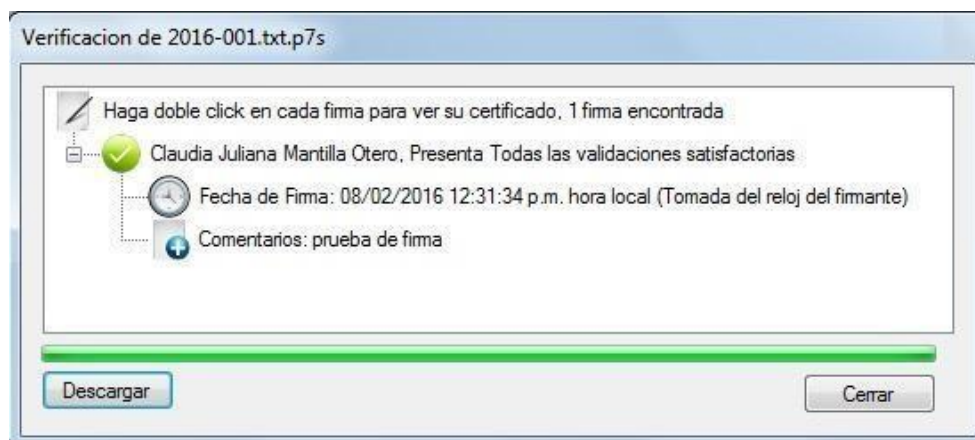 Verificacion de 2016-001.txt.p7s
Haga doble click en cada firma para ver su certificado, 1 firma encontrada
Claudia Juliana Mantilla Otero, Presenta Todas las validaciones satisfactorias
Fecha de Firma: 08/02/2016 12:31:34 p.m. hora local (Tomada del reloj del firmante)
Comentarios: prueba de firma
Descargar
Cerrar